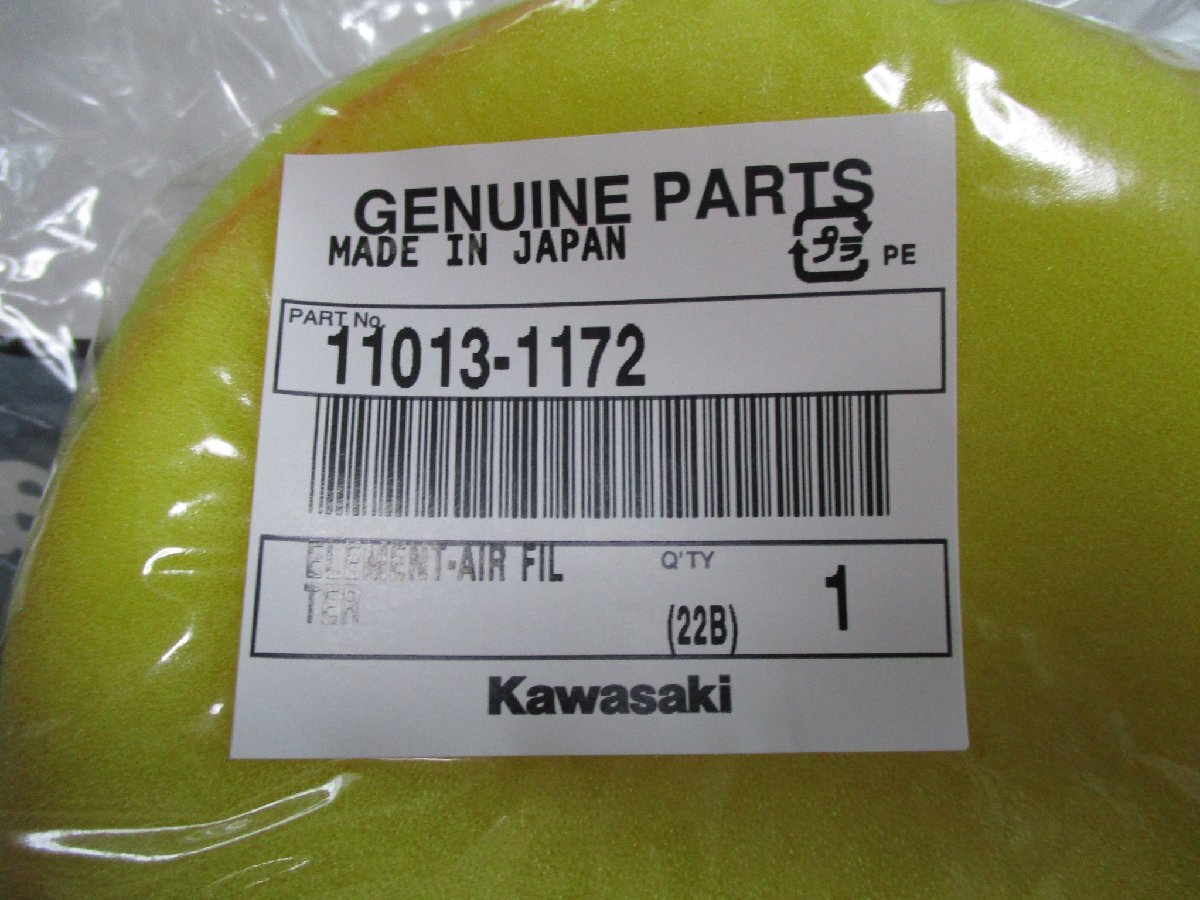 GENUINE PARTS
MADE IN JAPAN
プラ PE
PART No.
11013-1172
ELEMENT-AIR FIL
TER
Q'TY
(22B)
1
Kawasaki